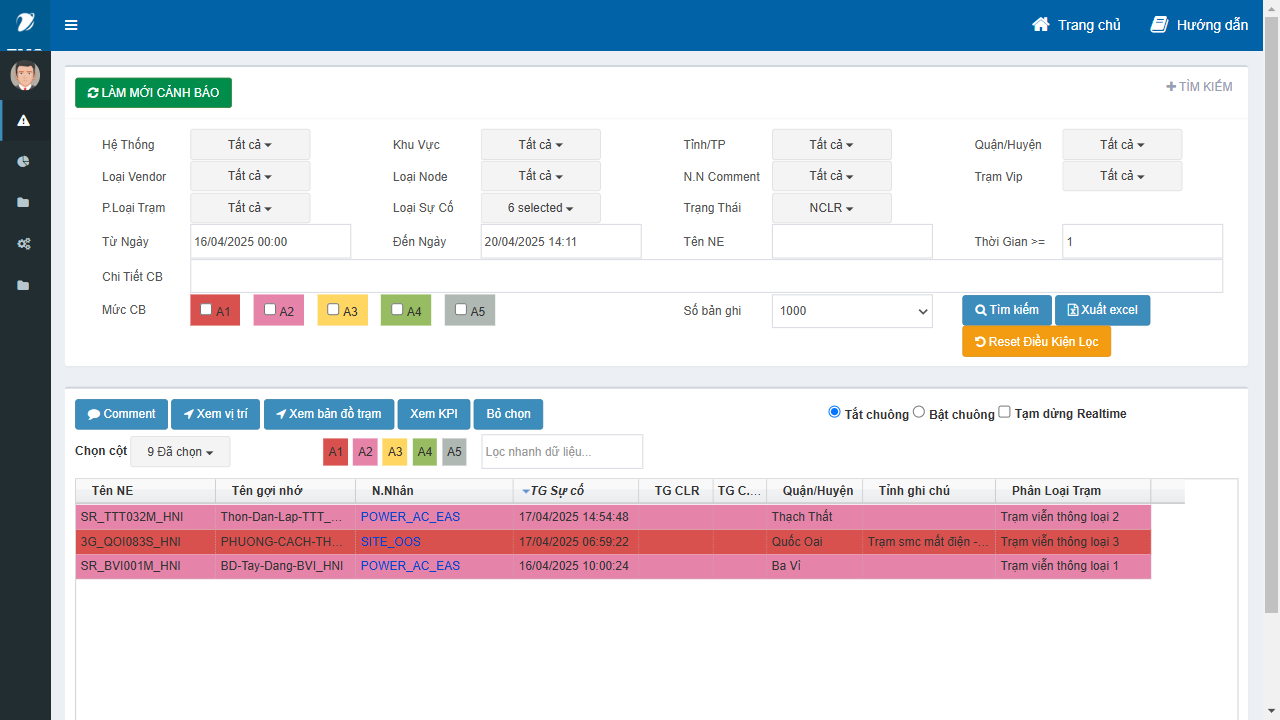 Trang chủ Hướng dẫn
LÀM MỚI CẢNH BÁO
TÌM KIẾM
Hệ Thống Tất cả Khu Vực Tất cả Tỉnh/TP Tất cả Quận/Huyện Tất cả
Loại Vendor Tất cả Loại Node Tất cả N.N Comment Tất cả Trạm Vip Tất cả
P.Loại Trạm Tất cả Loại Sự Cố 6 selected Trạng Thái NCLR
Từ Ngày 16/04/2025 00:00 Đến Ngày 20/04/2025 14:11 Tên NE Thời Gian >= 1
Chi Tiết CB
Mức CB A1 A2 A3 A4 A5 Số bản ghi 1000 Tìm kiếm Xuất excel
Reset Điều Kiện Lọc
Comment Xem vị trí Xem bản đồ trạm Xem KPI Bỏ chọn Tắt chuông Bật chuông Tạm dừng Realtime
Chọn cột 9 Đã chọn A1 A2 A3 A4 A5 Lọc nhanh dữ liệu...
Tên NE Tên gợi nhớ N.Nhân TG Sự cố TG CLR TG C.... Quận/Huyện Tỉnh ghi chú Phân Loại Trạm
SR_TTT032M_HNI Thon-Dan-Lap-TTT_... POWER_AC_EAS 17/04/2025 14:54:48 Thạch Thất Trạm viễn thông loại 2
3G_QOI083S_HNI PHUONG-CACH-TH... SITE_OOS 17/04/2025 06:59:22 Quốc Oai Trạm smc mất điện -... Trạm viễn thông loại 3
SR_BVI001M_HNI BD-Tay-Dang-BVI_HNI POWER_AC_EAS 16/04/2025 10:00:24 Ba Vì Trạm viễn thông loại 1